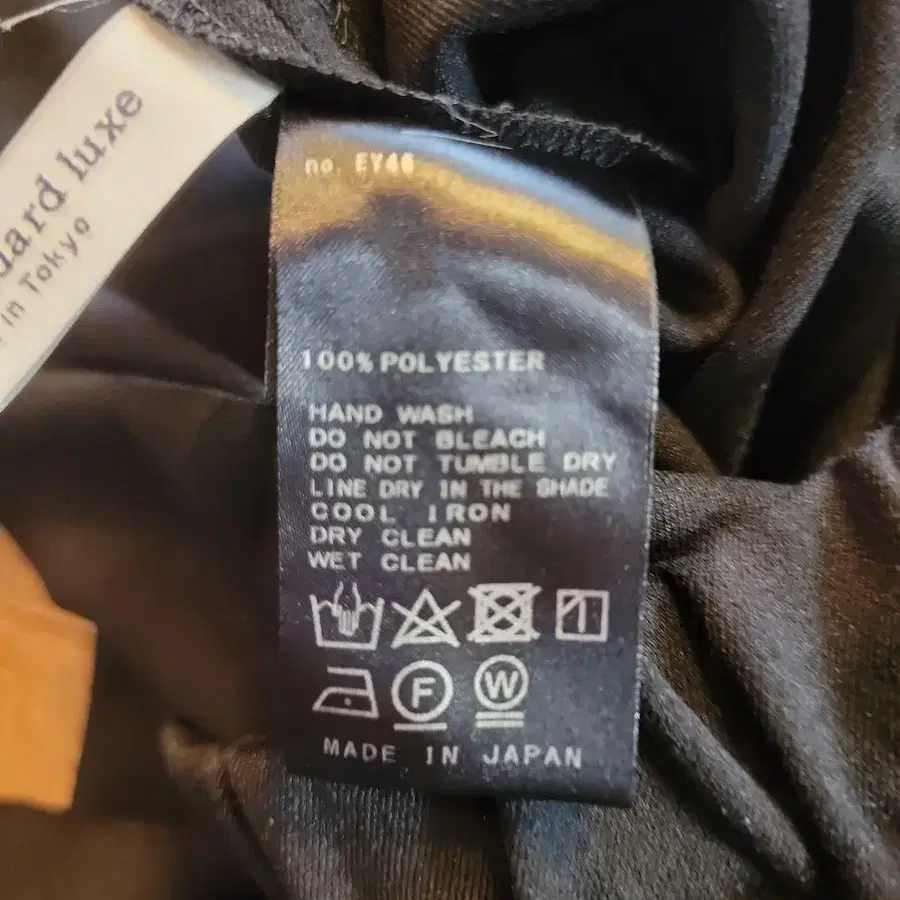 luxe
in Tokyo
no. EY46
100% POLYESTER
HAND WASH
DO NOT BLEACH
DO NOT TUMBLE DRY
LINE DRY IN THE SHADE
COOL IRON
DRY CLEAN
WET CLEAN
F W
MADE IN JAPAN